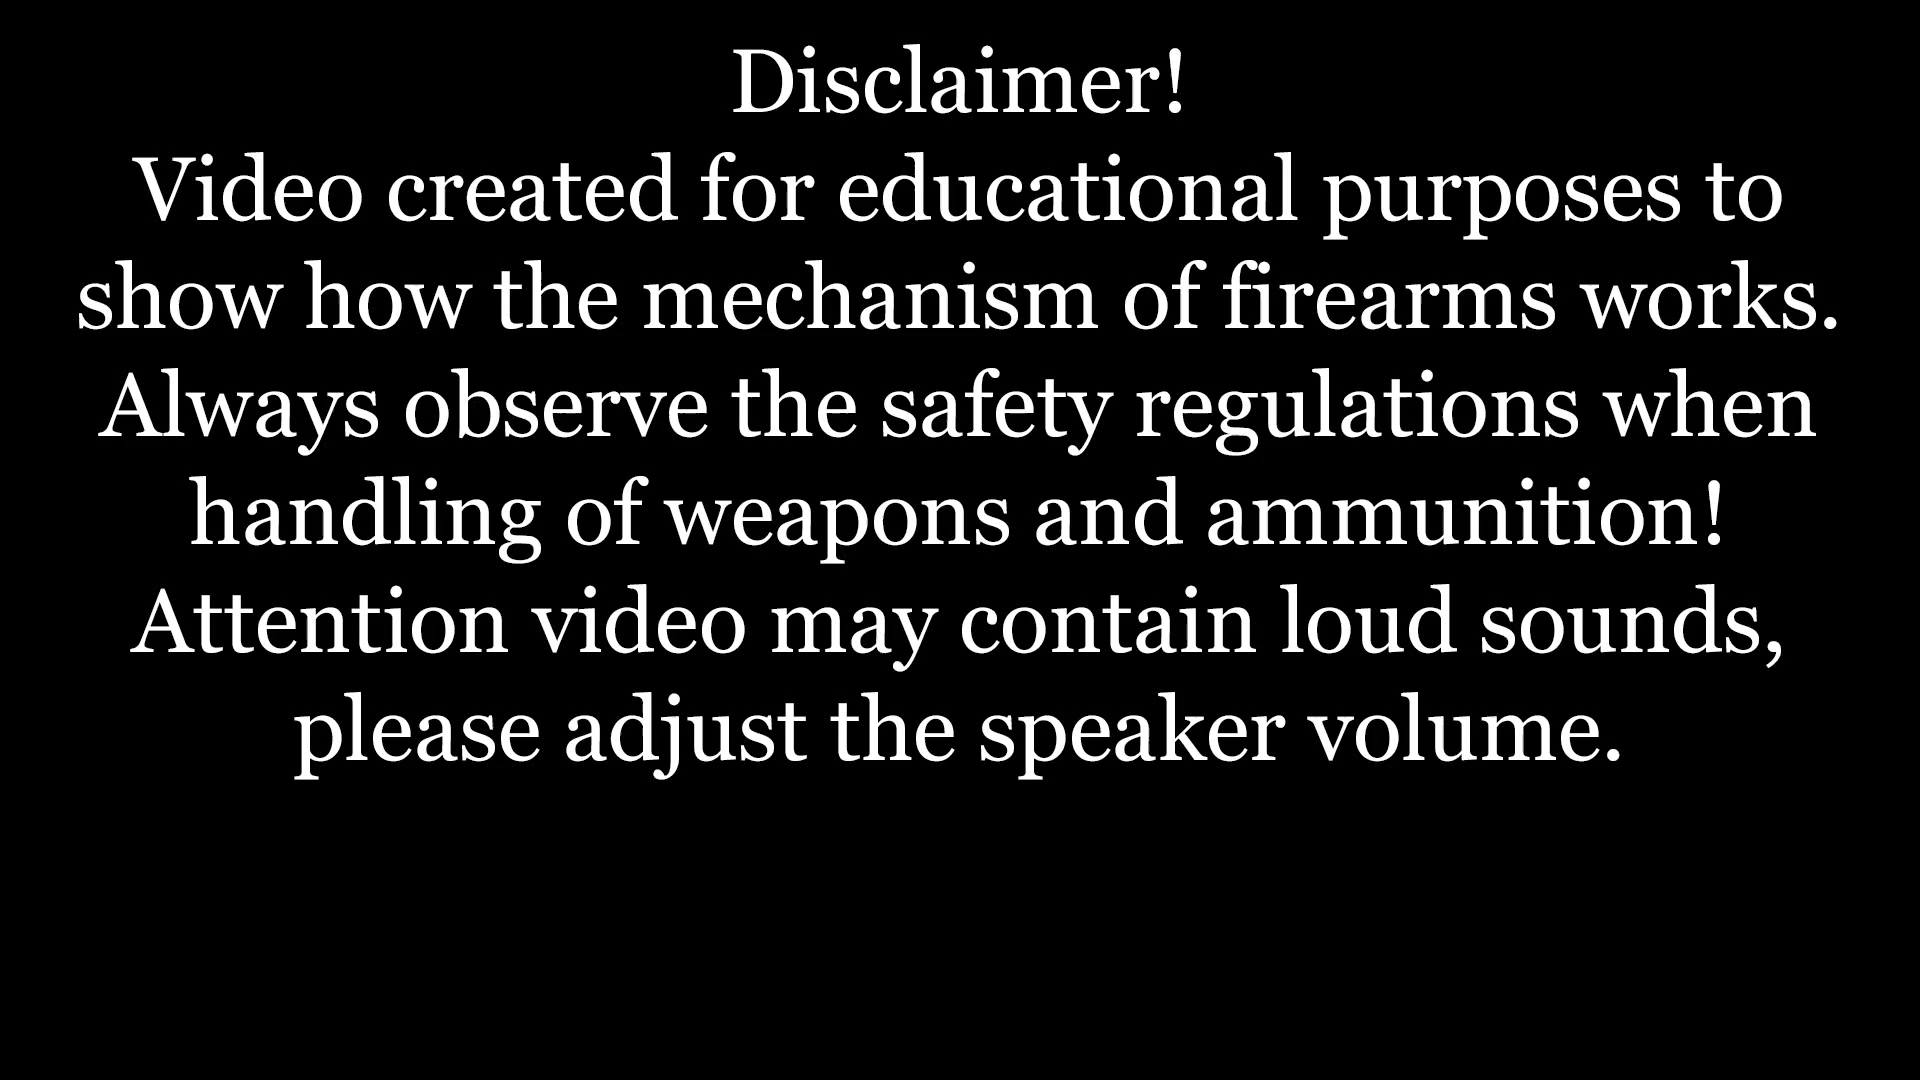 Disclaimer!
Video created for educational purposes to
show how the mechanism of firearms works.
Always observe the safety regulations when
handling of weapons and ammunition!
Attention video may contain loud sounds,
please adjust the speaker volume.